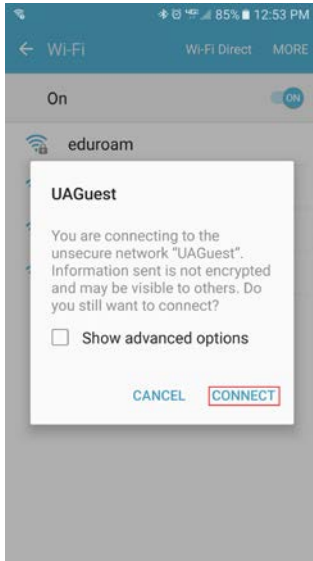 85% 12:53 PM
Wi-Fi Wi-Fi Direct MORE
On ON
eduroam
UAGuest
You are connecting to the
unsecure network “UAGuest”.
Information sent is not encrypted
and may be visible to others. Do
you still want to connect?
Show advanced options
CANCEL CONNECT